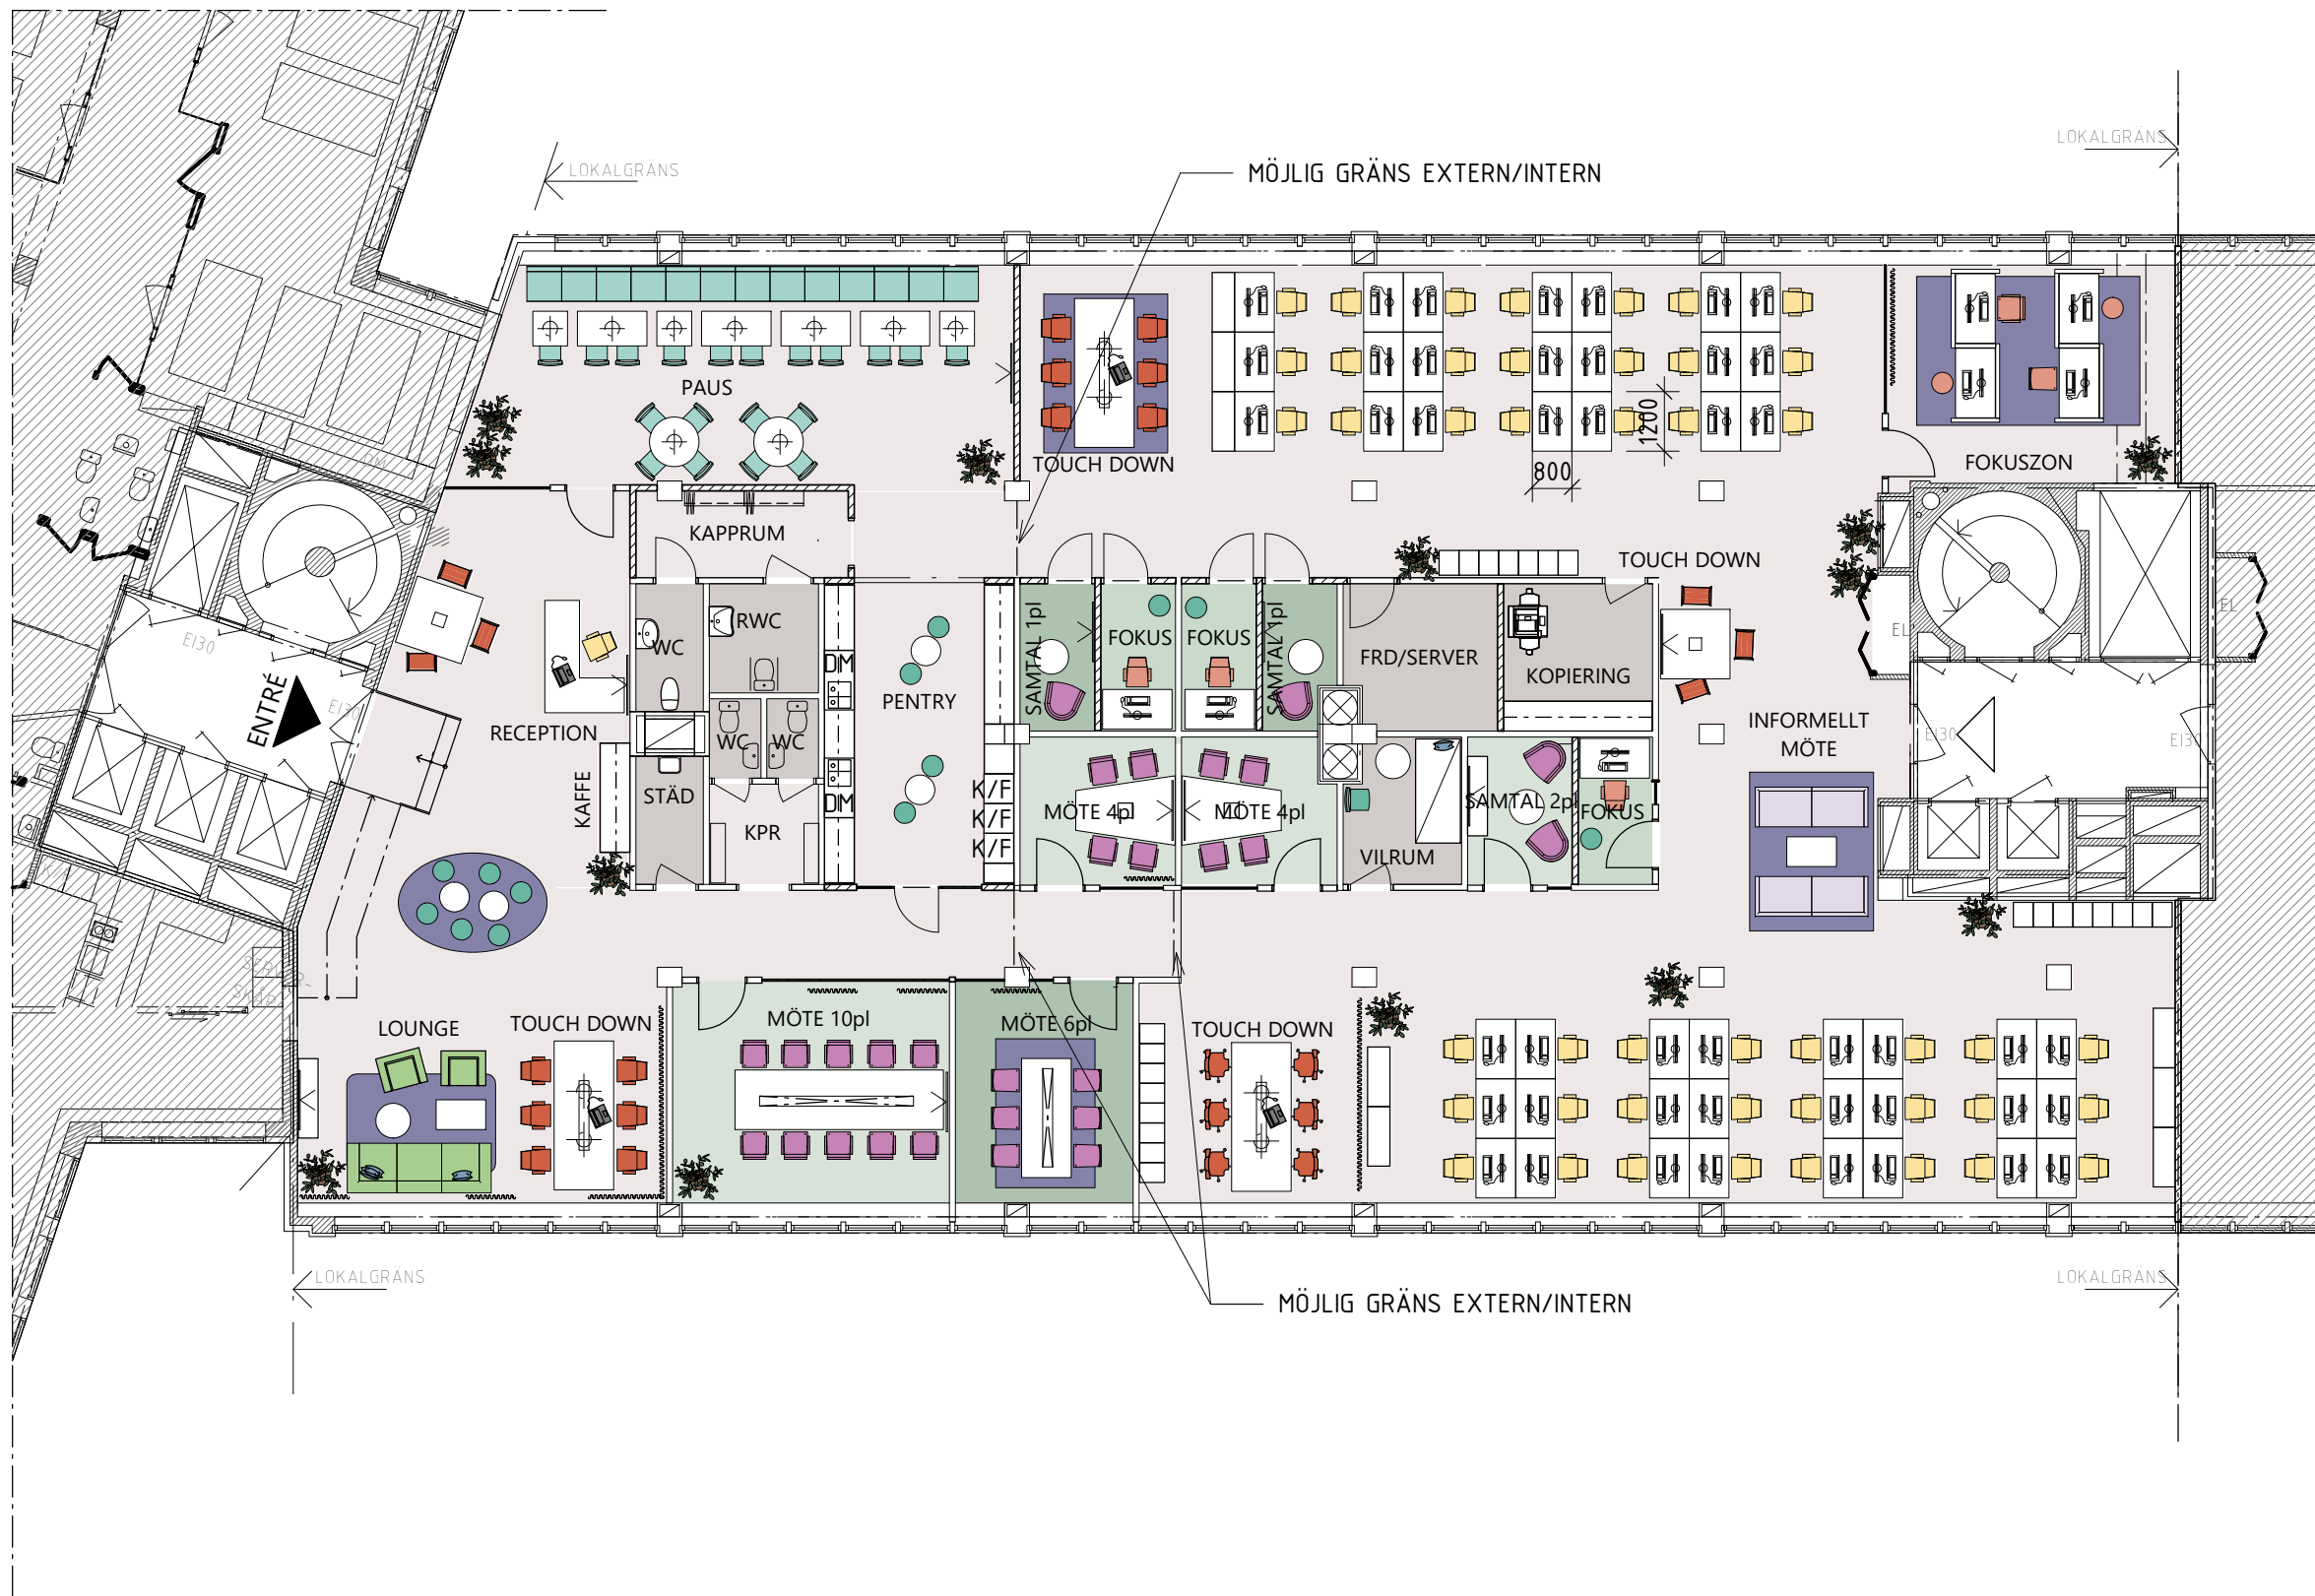 LOKALGRÄNS
LOKALGRÄNS
MÖJLIG GRÄNS EXTERN/INTERN
PAUS
TOUCH DOWN
1200
800
FOKUSZON
KAPPRUM
TOUCH DOWN
EI30
ENTRÉ
EI30
RECEPTION
KAFFE
WC
RWC
WC
WC
STÄD
KPR
DM
DM
PENTRY
K/F
K/F
K/F
SAMTAL 1pl
FOKUS
FOKUS
SAMTAL 1pl
FRD/SERVER
KOPIERING
EL
EL
INFORMELLT
MÖTE
EI30
EI30
MÖTE 4pl
MÖTE 4pl
VILRUM
SAMTAL 2pl
FOKUS
LOUNGE
TOUCH DOWN
MÖTE 10pl
MÖTE 6pl
TOUCH DOWN
LOKALGRÄNS
LOKALGRÄNS
MÖJLIG GRÄNS EXTERN/INTERN